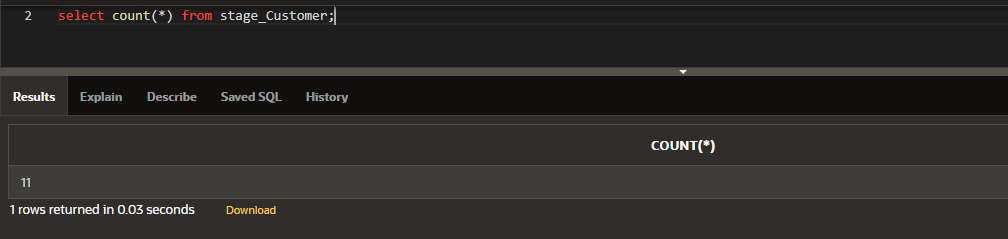 2 select count(*) from stage_Customer;
Results Explain Describe Saved SQL History
COUNT(*)
11
1 rows returned in 0.03 seconds Download